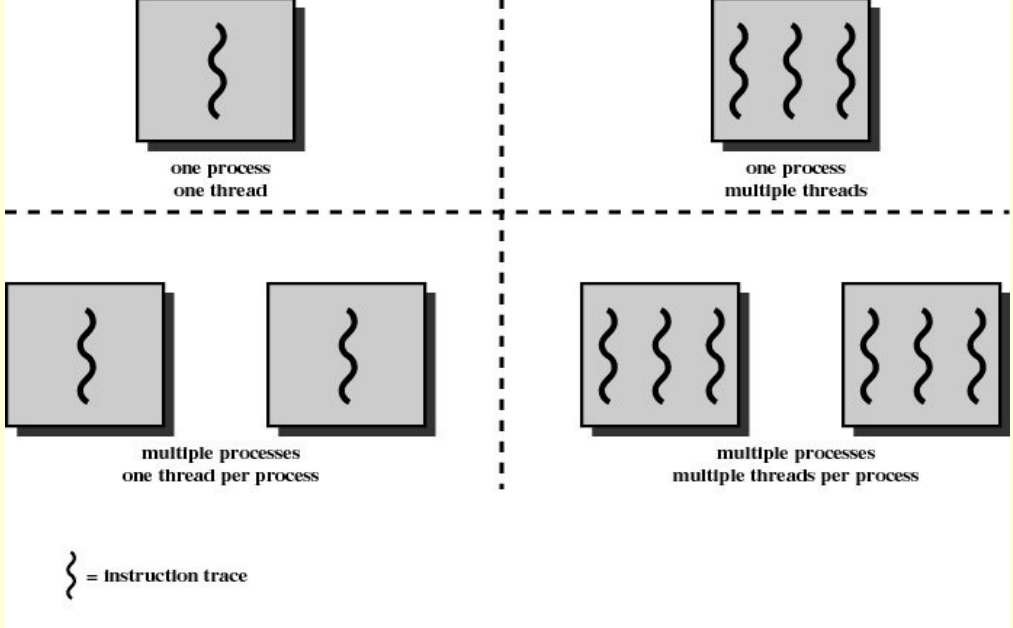 one process
one thread
one process
multiple threads
multiple processes
one thread per process
multiple processes
multiple threads per process
= instruction trace